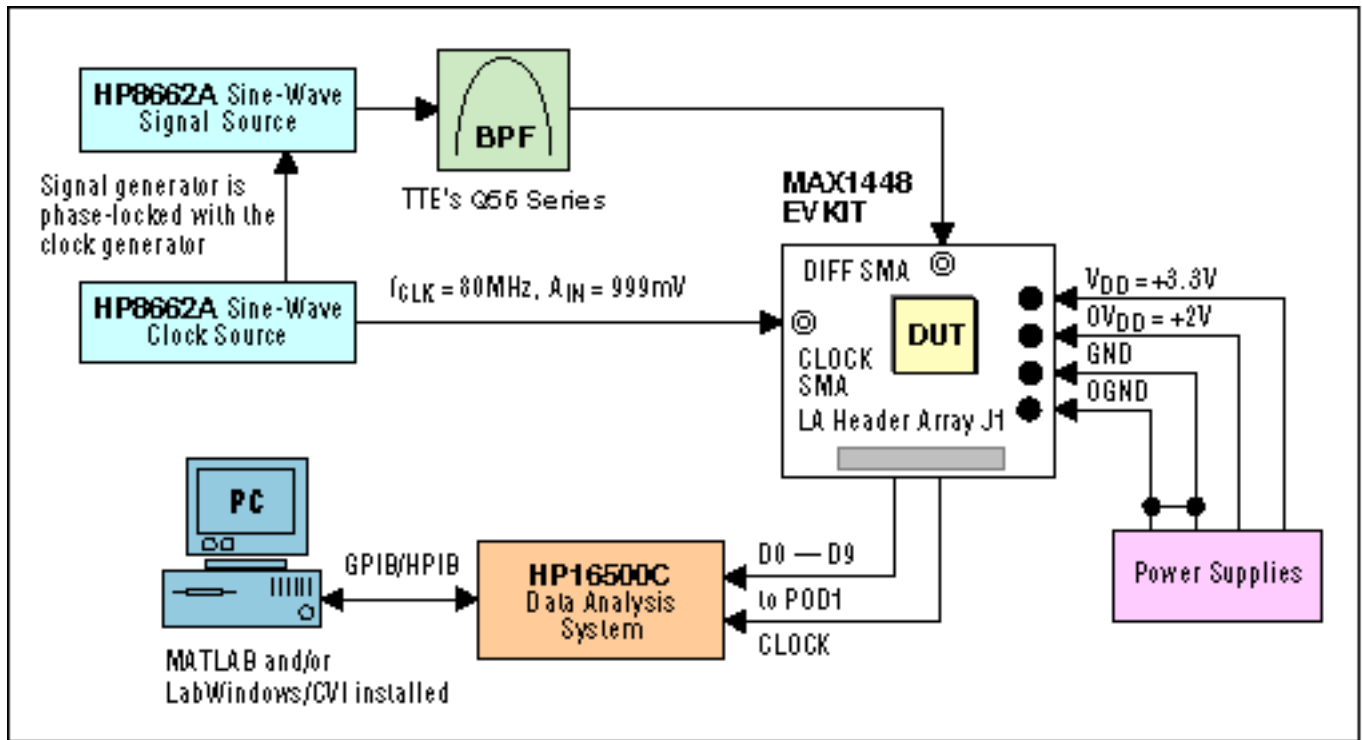 HP8662A Sine-Wave
Signal Source
BPF
TTE's Q56 Series
Signal generator is
phase-locked with the
clock generator
MAX1448
EV KIT
HP8662A Sine-Wave
Clock Source
fCLK = 80MHz, AIN = 999mV
DIFF SMA
DUT
CLOCK
SMA
LA Header Array J1
VDD = +3.3V
OVDD = +2V
GND
OGND
PC
GPIB/HPIB
HP16500C
Data Analysis
System
D0 — D9
to POD1
CLOCK
Power Supplies
MATLAB and/or
LabWindows/CVI installed